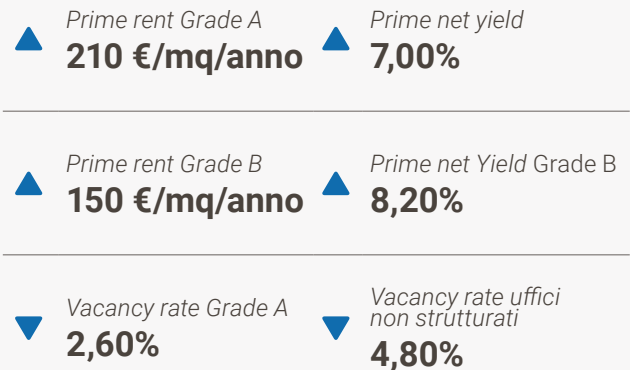 Prime rent Grade A
210 €/mq/anno
Prime net yield
7,00%
Prime rent Grade B
150 €/mq/anno
Prime net Yield Grade B
8,20%
Vacancy rate Grade A
2,60%
Vacancy rate uffici
non strutturati
4,80%